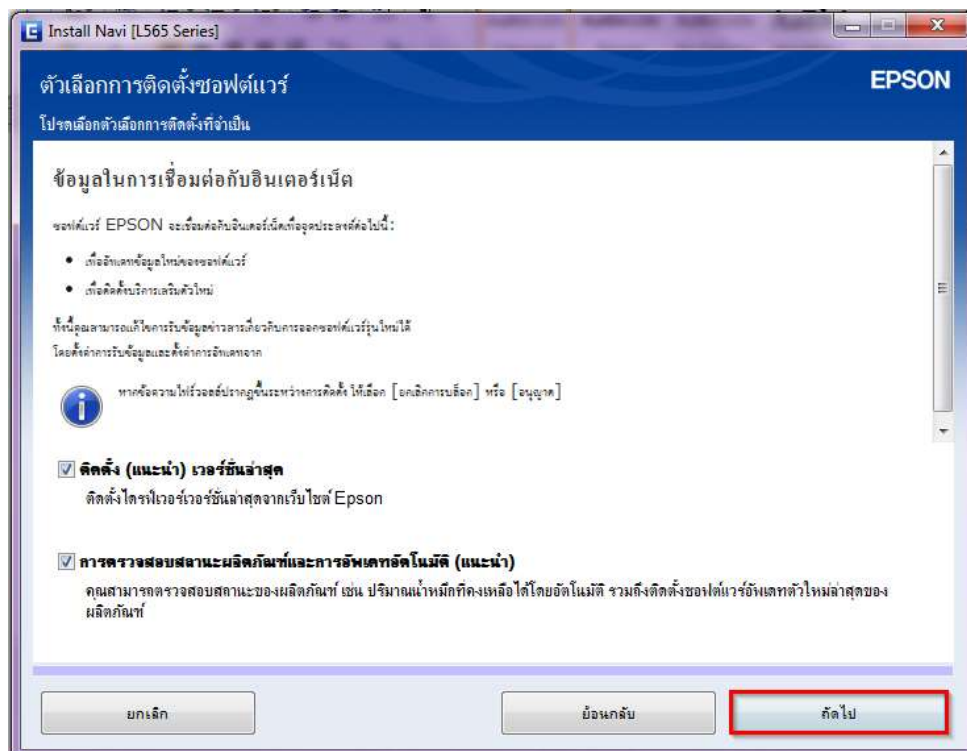 Install Navi [L565 Series]
ตัวเลือกการติดตั้งซอฟต์แวร์
EPSON
โปรดเลือกตัวเลือกการติดตั้งที่จำเป็น
ข้อมูลในการเชื่อมต่อกับอินเตอร์เน็ต
ซอฟต์แวร์ EPSON จะเชื่อมต่อกับอินเตอร์เน็ตเพื่อจุดประสงค์ต่อไปนี้:
• เพื่ออัพเดทข้อมูลใหม่ของซอฟต์แวร์
• เพื่อติดตั้งบริการเสริมตัวใหม่
ทั้งนี้คุณสามารถแก้ไขการรับข้อมูลข่าวสารเกี่ยวกับการออกซอฟต์แวร์รุ่นใหม่ได้
โดยตั้งค่าการรับข้อมูลและตั้งค่าการอัพเดทจาก
หากข้อความไฟร์วอลล์ปรากฏขึ้นระหว่างการติดตั้ง ให้เลือก [ยกเลิกการบล็อก] หรือ [อนุญาต]
ติดตั้ง (แนะนำ) เวอร์ชั่นล่าสุด
ติดตั้งไดรฟ์เวอร์เวอร์ชั่นล่าสุดจากเว็บไซต์ Epson
การตรวจสอบสถานะผลิตภัณฑ์และการอัพเดทอัตโนมัติ (แนะนำ)
คุณสามารถตรวจสอบสถานะของผลิตภัณฑ์ เช่น ปริมาณน้ำหมึกที่คงเหลือได้โดยอัตโนมัติ รวมถึงติดตั้งซอฟต์แวร์อัพเดทตัวใหม่ล่าสุดของ
ผลิตภัณฑ์
ยกเลิก
ย้อนกลับ
ถัดไป